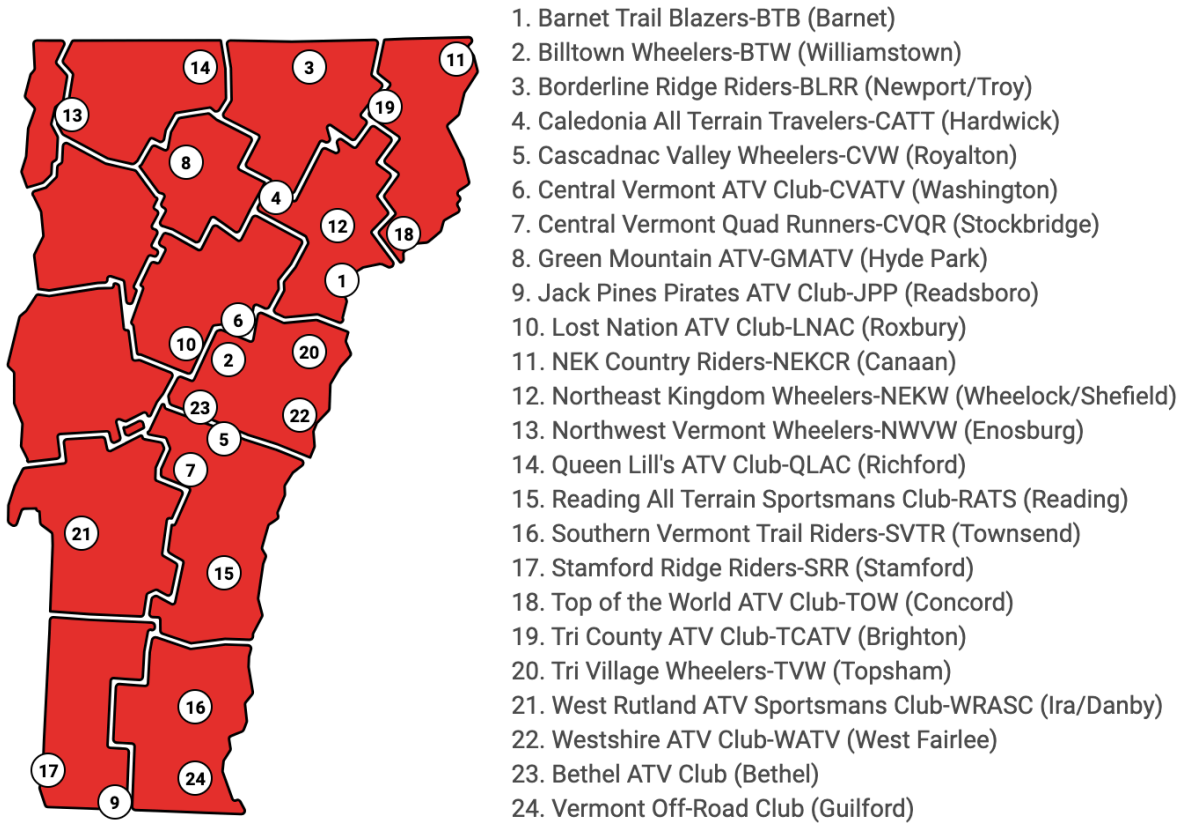 14
3
11
13
19
8
4
12
18
1
6
10
2
20
23
22
5
7
21
15
16
17
24
9
1. Barnet Trail Blazers-BTB (Barnet)
2. Billtown Wheelers-BTW (Williamstown)
3. Borderline Ridge Riders-BLRR (Newport/Troy)
4. Caledonia All Terrain Travelers-CATT (Hardwick)
5. Cascadnac Valley Wheelers-CVW (Royalton)
6. Central Vermont ATV Club-CVATV (Washington)
7. Central Vermont Quad Runners-CVQR (Stockbridge)
8. Green Mountain ATV-GMATV (Hyde Park)
9. Jack Pines Pirates ATV Club-JPP (Readsboro)
10. Lost Nation ATV Club-LNAC (Roxbury)
11. NEK Country Riders-NEKCR (Canaan)
12. Northeast Kingdom Wheelers-NEKW (Wheelock/Shefield)
13. Northwest Vermont Wheelers-NWVW (Enosburg)
14. Queen Lill's ATV Club-QLAC (Richford)
15. Reading All Terrain Sportsmans Club-RATS (Reading)
16. Southern Vermont Trail Riders-SVTR (Townsend)
17. Stamford Ridge Riders-SRR (Stamford)
18. Top of the World ATV Club-TOW (Concord)
19. Tri County ATV Club-TCATV (Brighton)
20. Tri Village Wheelers-TVW (Topsham)
21. West Rutland ATV Sportsmans Club-WRASC (Ira/Danby)
22. Westshire ATV Club-WATV (West Fairlee)
23. Bethel ATV Club (Bethel)
24. Vermont Off-Road Club (Guilford)